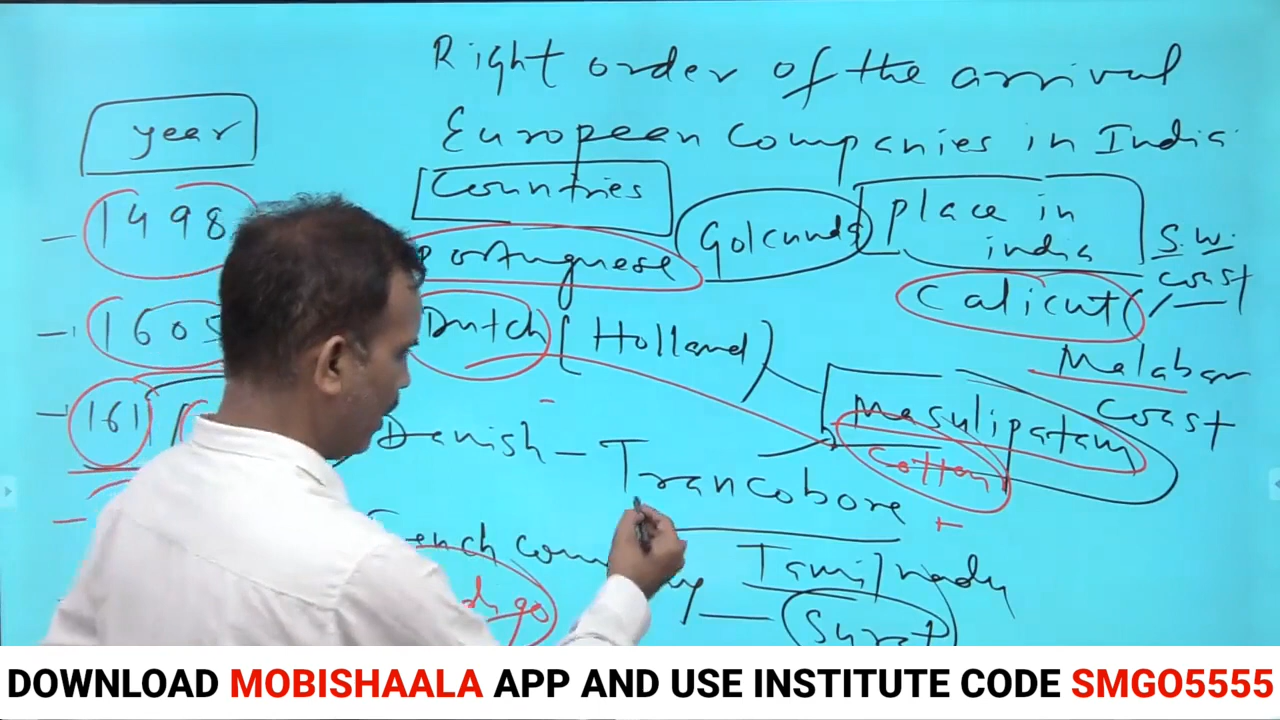 Right order of the arrival
European Companies in India
year
Countries
place in india
1498
Portuguese
Golcunda
Calicut (
S.W. coast
Malabar coast
1605
Dutch (Holland)
Masulipatam
Cotton
161
Danish - Trancobore
Tamilnadu
Surat
DOWNLOAD MOBISHAALA APP AND USE INSTITUTE CODE SMGO5555